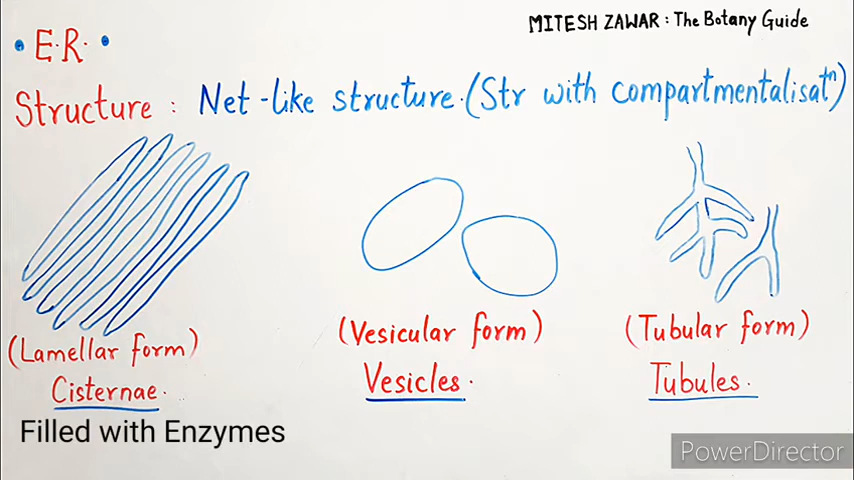 MITESH ZAWAR : The Botany Guide
• E.R. •
Structure : Net-like structure. (Str with compartmentalisatⁿ)
(Lamellar form)
Cisternae.
(Vesicular form)
Vesicles.
(Tubular form)
Tubules.
Filled with Enzymes
PowerDirector